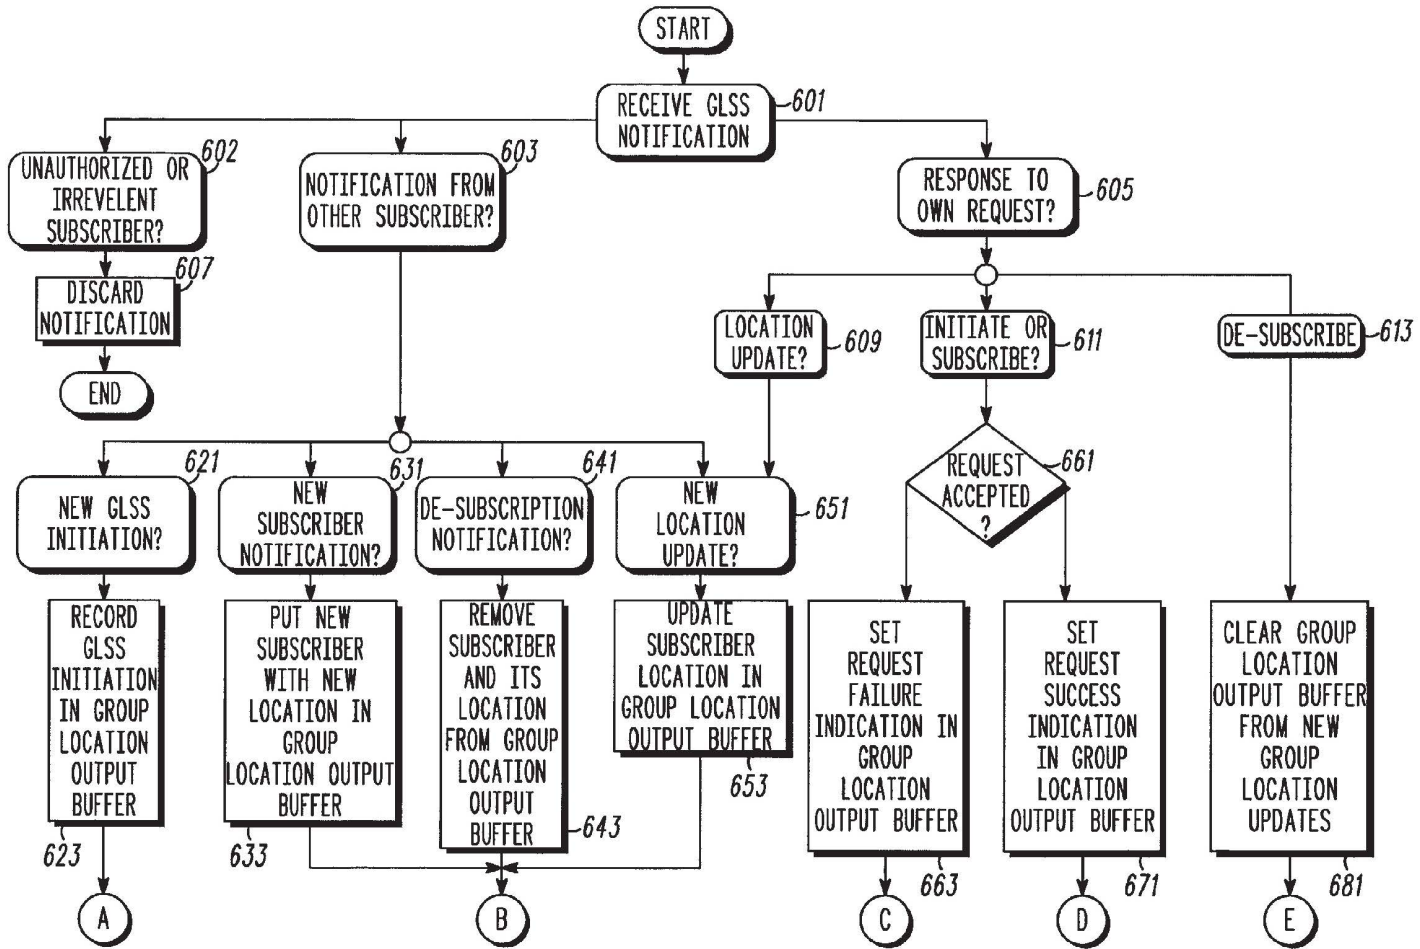 START
RECEIVE GLSS
NOTIFICATION
601
UNAUTHORIZED OR
IRREVELENT
SUBSCRIBER?
602
NOTIFICATION FROM
OTHER SUBSCRIBER?
603
RESPONSE TO
OWN REQUEST?
605
DISCARD
NOTIFICATION
607
END
LOCATION
UPDATE?
609
INITIATE OR
SUBSCRIBE?
611
DE-SUBSCRIBE
613
NEW GLSS
INITIATION?
621
NEW
SUBSCRIBER
NOTIFICATION?
631
DE-SUBSCRIPTION
NOTIFICATION?
641
NEW
LOCATION
UPDATE?
651
REQUEST
ACCEPTED
?
661
RECORD
GLSS
INITIATION
IN GROUP
LOCATION
OUTPUT
BUFFER
623
PUT NEW
SUBSCRIBER
WITH NEW
LOCATION IN
GROUP
LOCATION OUTPUT
BUFFER
633
REMOVE
SUBSCRIBER
AND ITS
LOCATION
FROM GROUP
LOCATION
OUTPUT
BUFFER
643
UPDATE
SUBSCRIBER
LOCATION IN
GROUP LOCATION
OUTPUT BUFFER
653
SET
REQUEST
FAILURE
INDICATION IN
GROUP
LOCATION
OUTPUT BUFFER
663
SET
REQUEST
SUCCESS
INDICATION
IN GROUP
LOCATION
OUTPUT BUFFER
671
CLEAR GROUP
LOCATION
OUTPUT BUFFER
FROM NEW
GROUP
LOCATION
UPDATES
681
A
B
C
D
E